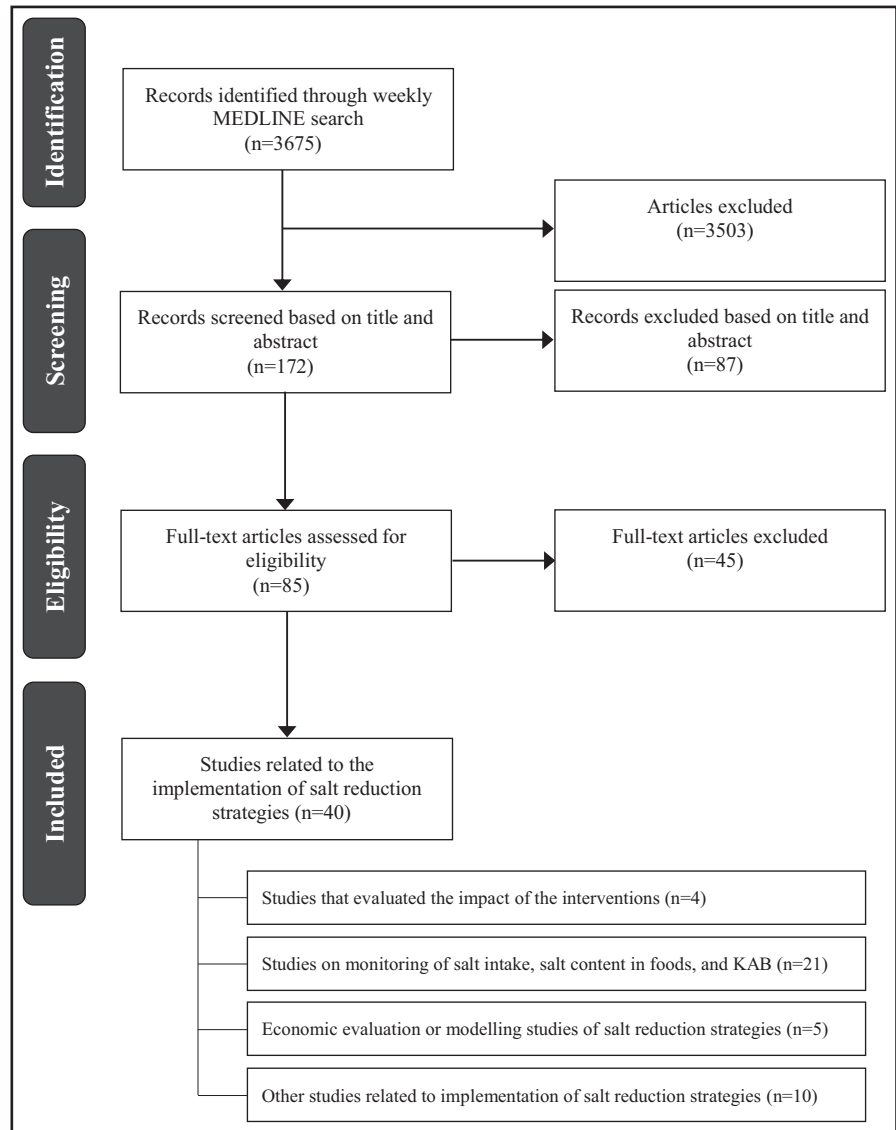 Identification
Records identified through weekly
MEDLINE search
(n=3675)
Articles excluded
(n=3503)
Screening
Records screened based on title and
abstract
(n=172)
Records excluded based on title and
abstract
(n=87)
Eligibility
Full-text articles assessed for
eligibility
(n=85)
Full-text articles excluded
(n=45)
Included
Studies related to the
implementation of salt reduction
strategies (n=40)
Studies that evaluated the impact of the interventions (n=4)
Studies on monitoring of salt intake, salt content in foods, and KAB (n=21)
Economic evaluation or modelling studies of salt reduction strategies (n=5)
Other studies related to implementation of salt reduction strategies (n=10)